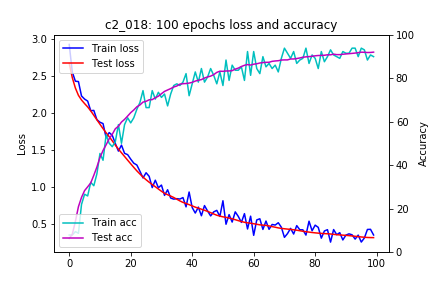 c2_018: 100 epochs loss and accuracy
3.0
2.5
2.0
1.5
1.0
0.5
Loss
Train loss
Test loss
Train acc
Test acc
0
20
40
60
80
100
100
80
60
40
20
0
Accuracy